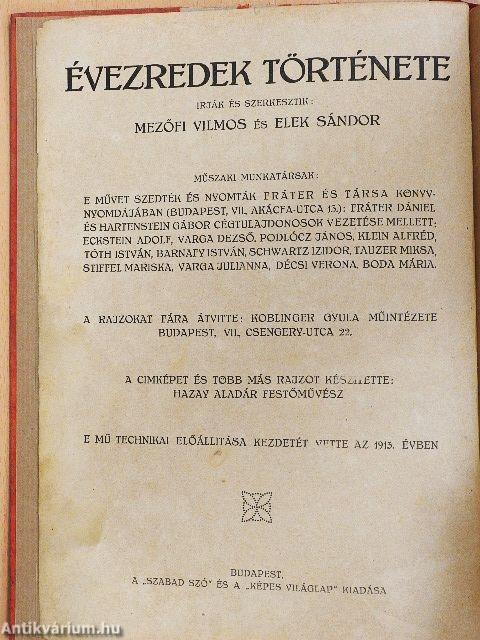 ÉVEZREDEK TÖRTÉNETE
IRTÁK ÉS SZERKESZTIK:
MEZŐFI VILMOS ÉS ELEK SÁNDOR
MŰSZAKI MUNKATÁRSAK:
E MŰVET SZEDTÉK ÉS NYOMTÁK FRÁTER ÉS TÁRSA KÖNYV-
NYOMDÁJÁBAN (BUDAPEST, VII. AKÁCFA-UTCA 13.): FRÁTER DÁNIEL
ÉS HARTENSTEIN GÁBOR CÉGTULAJDONOSOK VEZETÉSE MELLETT:
ECKSTEIN ADOLF, VARGA DEZSŐ, PODLÓCZ JÁNOS, KLEIN ALFRÉD,
TÓTH ISTVÁN, BARNAFY ISTVÁN, SCHWARTZ IZIDOR, TAUZER MIKSA,
STIFFEL MARISKA, VARGA JULIANNA, DÉCSI VERONA, BODA MÁRIA.
A RAJZOKAT FÁRA ÁTVITTE: KOBLINGER GYULA MŰINTÉZETE
BUDAPEST, VII., CSENGERY-UTCA 22.
A CIMKÉPET ÉS TÖBB MÁS RAJZOT KÉSZITETTE:
HAZAY ALADÁR FESTŐMŰVÉSZ
E MŰ TECHNIKAI ELŐÁLLITÁSA KEZDETÉT VETTE AZ 1913. ÉVBEN
BUDAPEST,
A „SZABAD SZÓ" ÉS A „KÉPES VILÁGLAP" KIADÁSA
Antikvárium.hu